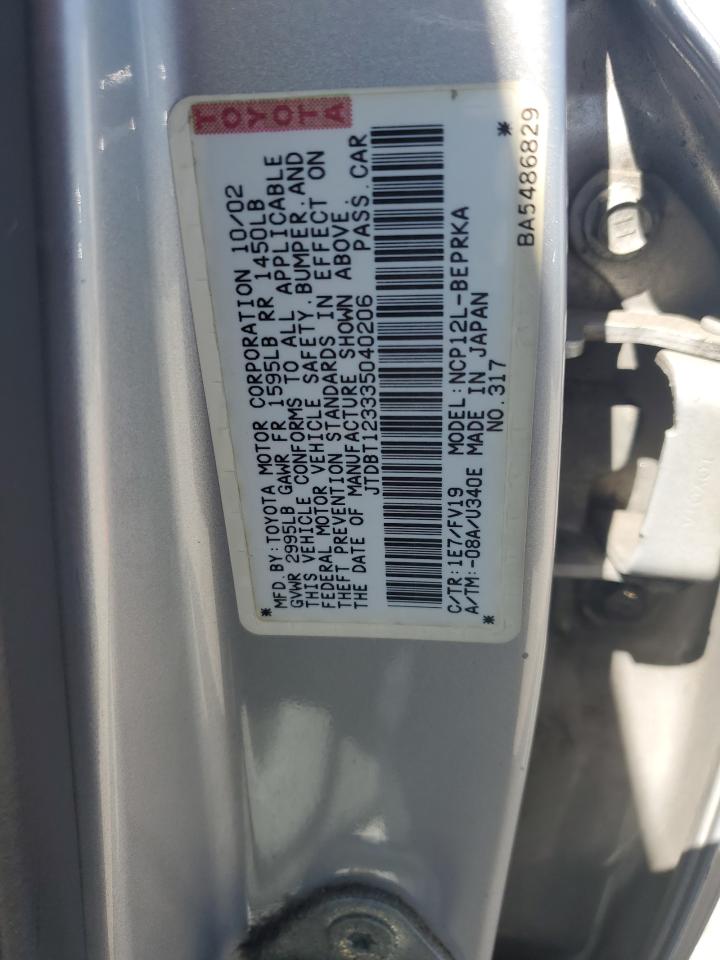 TOYOTA
MFD.BY:TOYOTA MOTOR CORPORATION 10/02
GVWR 2995LB GAWR FR 1595LB RR 1450LB
THIS VEHICLE CONFORMS TO ALL APPLICABLE
FEDERAL MOTOR VEHICLE SAFETY.BUMPER.AND
THEFT PREVENTION STANDARDS IN EFFECT ON
THE DATE OF MANUFACTURE SHOWN ABOVE.
JTDBT123335040206 PASS.CAR
C/TR:1E7/FV19 MODEL:NCP12L-BEPRKA
A/TM:-08A/U340E MADE IN JAPAN
* NO.317
BA5486829 *